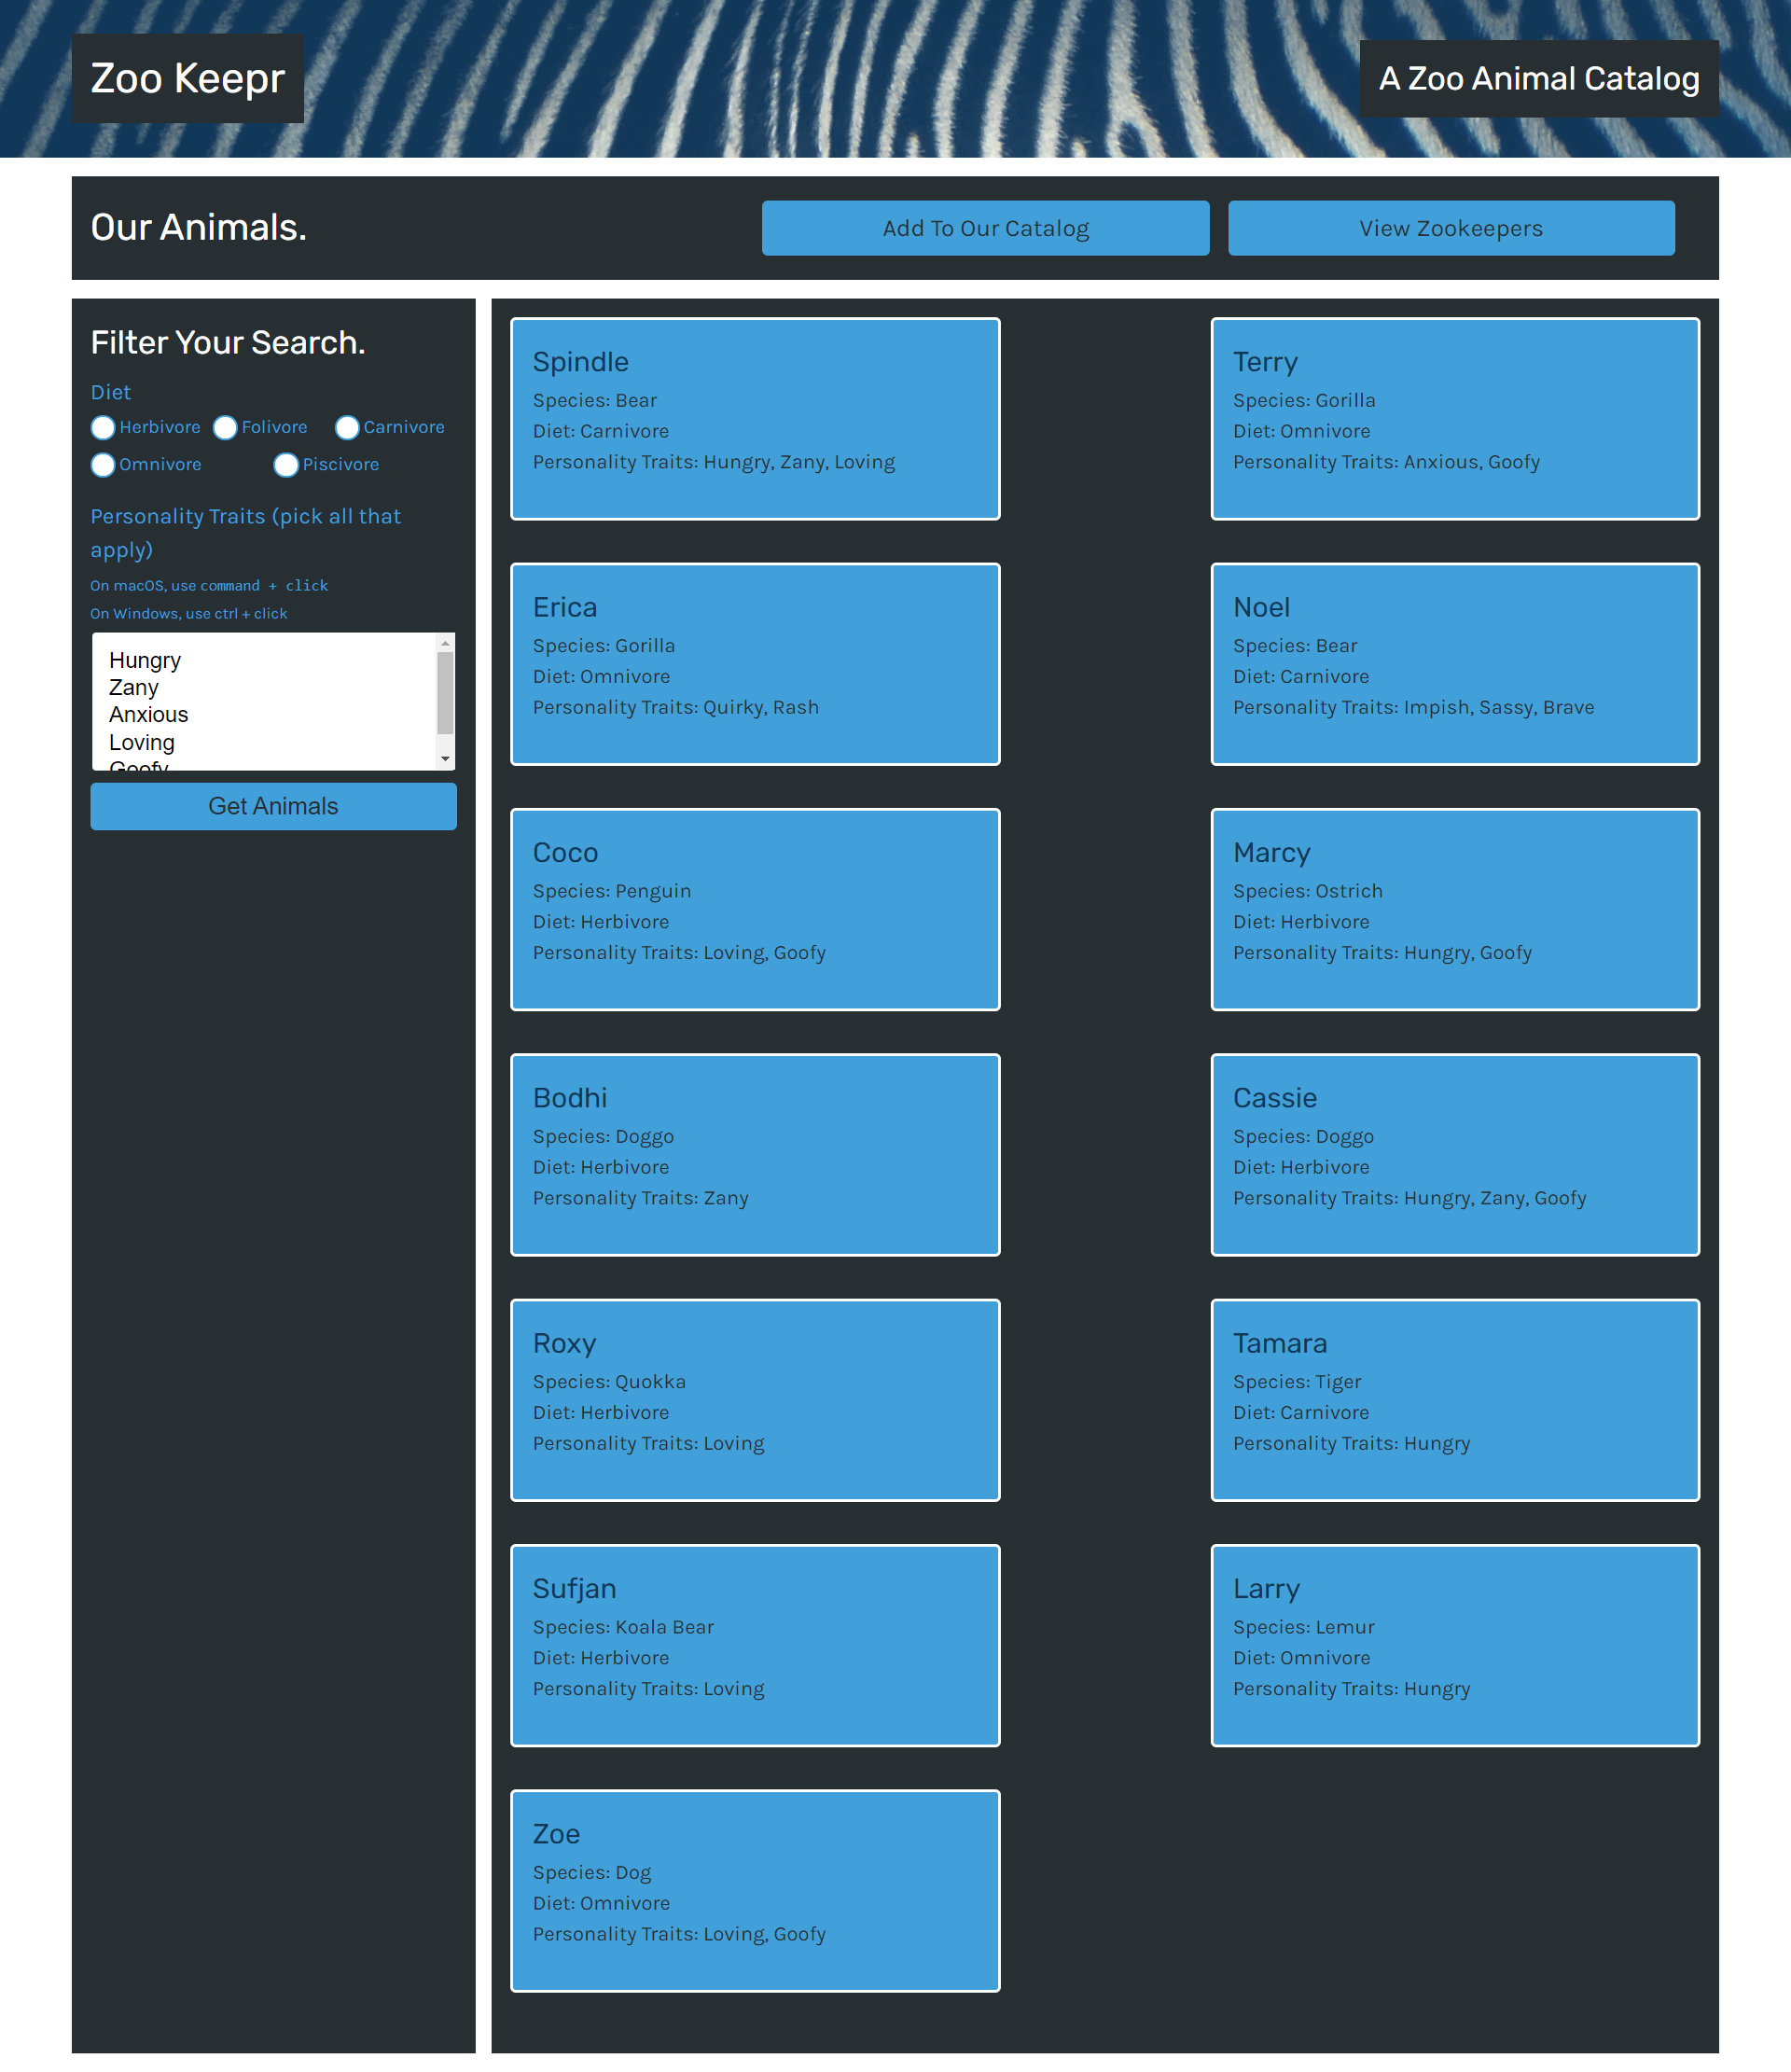 Zoo Keepr
A Zoo Animal Catalog
Our Animals.
Add To Our Catalog
View Zookeepers
Filter Your Search.
Diet
Herbivore
Folivore
Carnivore
Omnivore
Piscivore
Personality Traits (pick all that
apply)
On macOS, use command + click
On Windows, use ctrl + click
Hungry
Zany
Anxious
Loving
Goofy
Get Animals
Spindle
Species: Bear
Diet: Carnivore
Personality Traits: Hungry, Zany, Loving
Terry
Species: Gorilla
Diet: Omnivore
Personality Traits: Anxious, Goofy
Erica
Species: Gorilla
Diet: Omnivore
Personality Traits: Quirky, Rash
Noel
Species: Bear
Diet: Carnivore
Personality Traits: Impish, Sassy, Brave
Coco
Species: Penguin
Diet: Herbivore
Personality Traits: Loving, Goofy
Marcy
Species: Ostrich
Diet: Herbivore
Personality Traits: Hungry, Goofy
Bodhi
Species: Doggo
Diet: Herbivore
Personality Traits: Zany
Cassie
Species: Doggo
Diet: Herbivore
Personality Traits: Hungry, Zany, Goofy
Roxy
Species: Quokka
Diet: Herbivore
Personality Traits: Loving
Tamara
Species: Tiger
Diet: Carnivore
Personality Traits: Hungry
Sufjan
Species: Koala Bear
Diet: Herbivore
Personality Traits: Loving
Larry
Species: Lemur
Diet: Omnivore
Personality Traits: Hungry
Zoe
Species: Dog
Diet: Omnivore
Personality Traits: Loving, Goofy